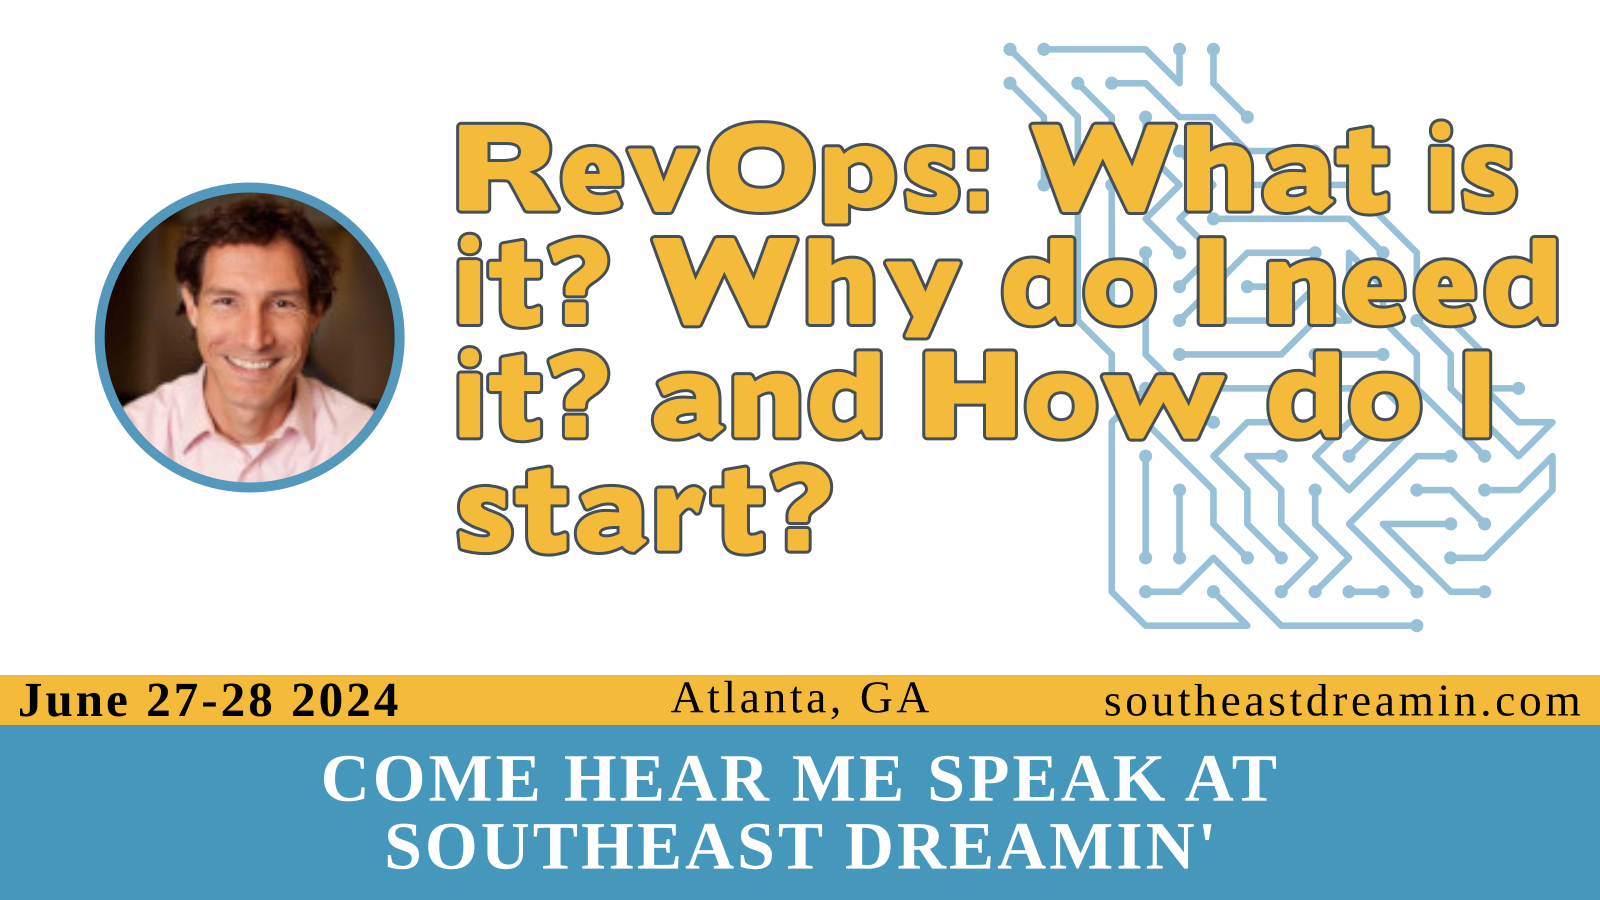 RevOps: What is
it? Why do I need
it? and How do I
start?
June 27-28 2024
Atlanta, GA
southeastdreamin.com
COME HEAR ME SPEAK AT
SOUTHEAST DREAMIN'